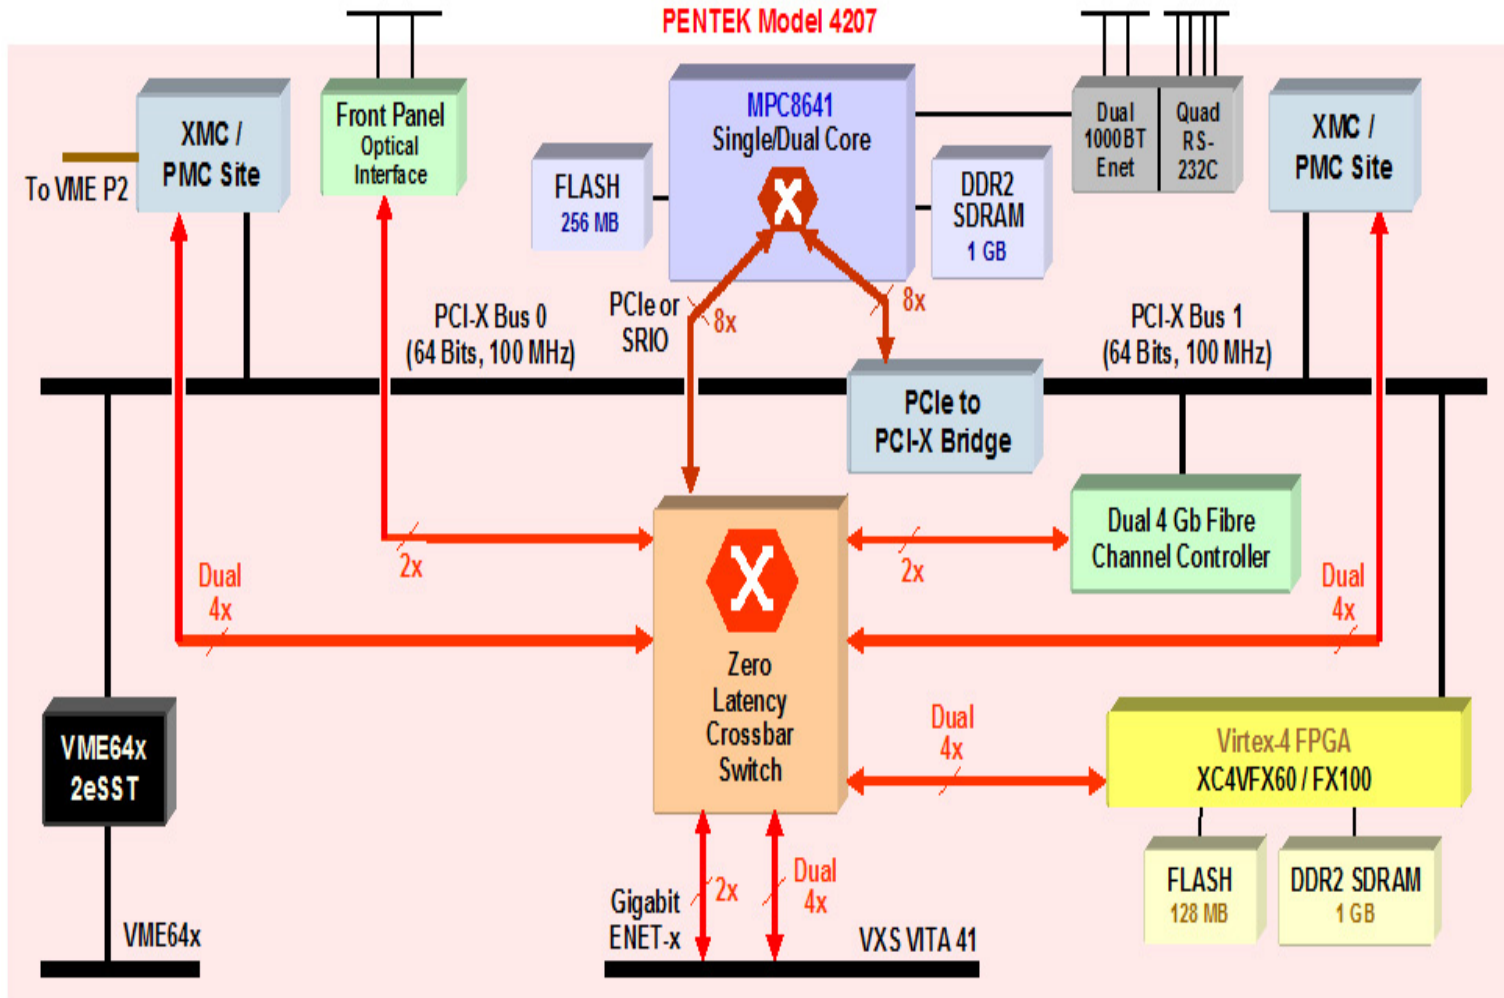 PENTEK Model 4207
XMC /
PMC Site
To VME P2
Front Panel
Optical
Interface
FLASH
256 MB
MPC8641
Single/Dual Core
X
DDR2
SDRAM
1 GB
Dual
1000BT
Enet
Quad
RS-
232C
XMC /
PMC Site
PCIe or
SRIO
8x
8x
PCI-X Bus 0
(64 Bits, 100 MHz)
PCI-X Bus 1
(64 Bits, 100 MHz)
PCIe to
PCI-X Bridge
Dual
4x
2x
X
Zero
Latency
Crossbar
Switch
2x
Dual 4 Gb Fibre
Channel Controller
Dual
4x
Dual
4x
Virtex-4 FPGA
XC4VFX60 / FX100
FLASH
128 MB
DDR2 SDRAM
1 GB
VME64x
2eSST
VME64x
Gigabit
ENET-x
2x
Dual
4x
VXS VITA 41